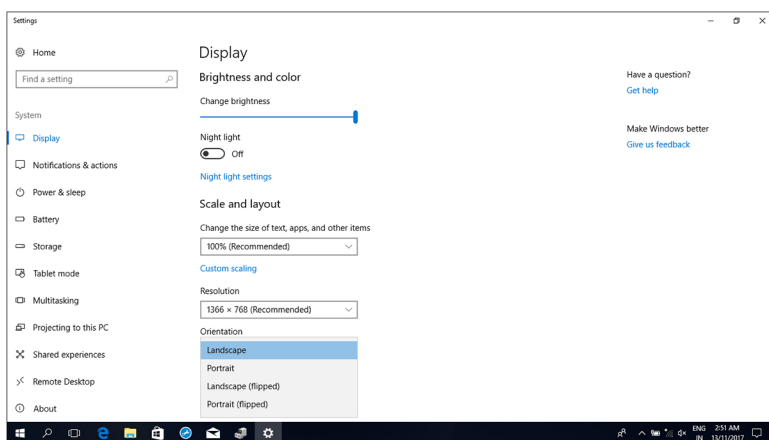 Settings
Home
Find a setting
System
Display
Notifications & actions
Power & sleep
Battery
Storage
Tablet mode
Multitasking
Projecting to this PC
Shared experiences
Remote Desktop
About
Display
Brightness and color
Change brightness
Night light
Off
Night light settings
Scale and layout
Change the size of text, apps, and other items
100% (Recommended)
Custom scaling
Resolution
1366 × 768 (Recommended)
Orientation
Landscape
Portrait
Landscape (flipped)
Portrait (flipped)
Have a question?
Get help
Make Windows better
Give us feedback
ENG 2:51 AM
IN 13/11/2017